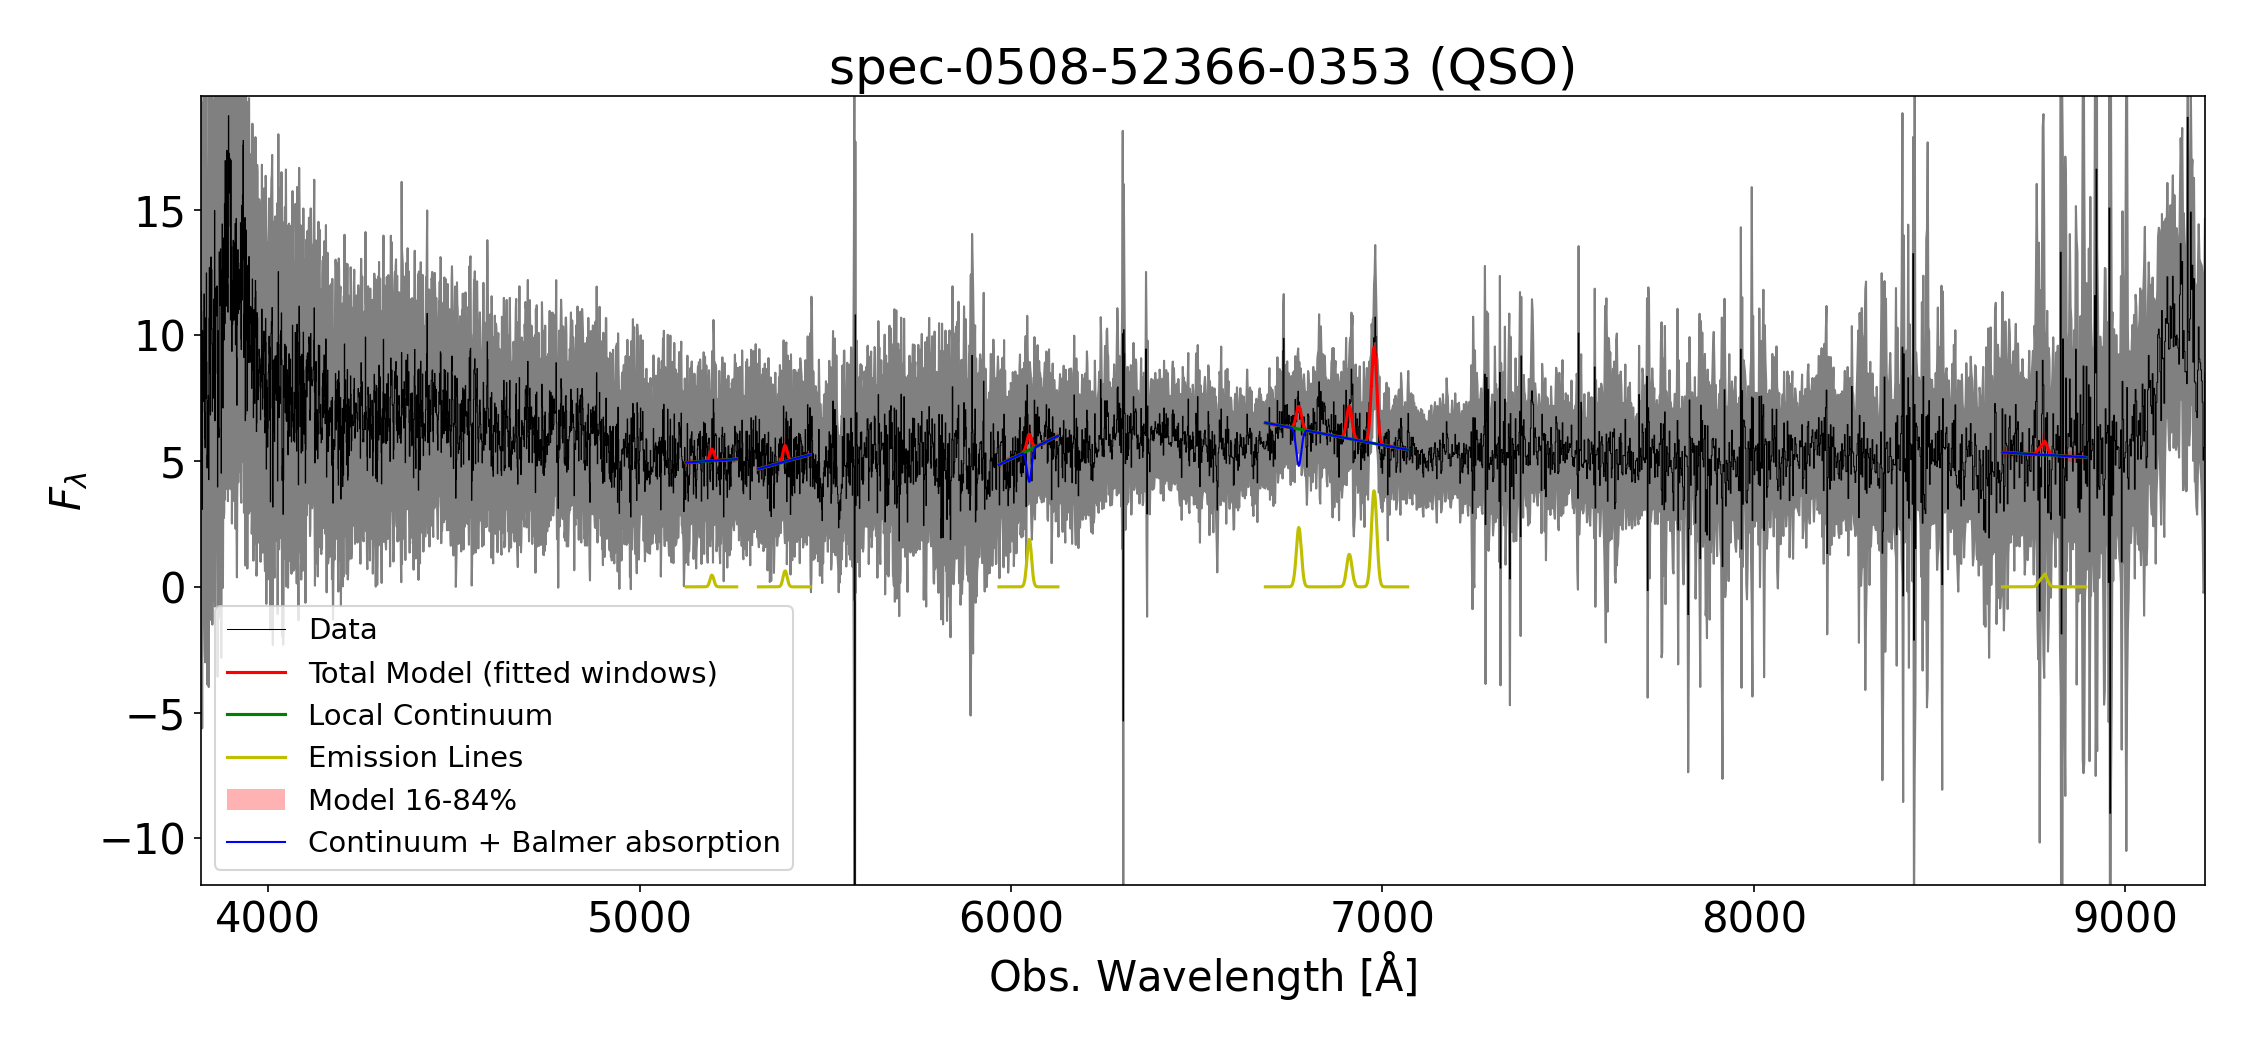 spec-0508-52366-0353 (QSO)
15
10
5
0
−5
−10
Fλ
Data
Total Model (fitted windows)
Local Continuum
Emission Lines
Model 16-84%
Continuum + Balmer absorption
4000 5000 6000 7000 8000 9000
Obs. Wavelength [Å]